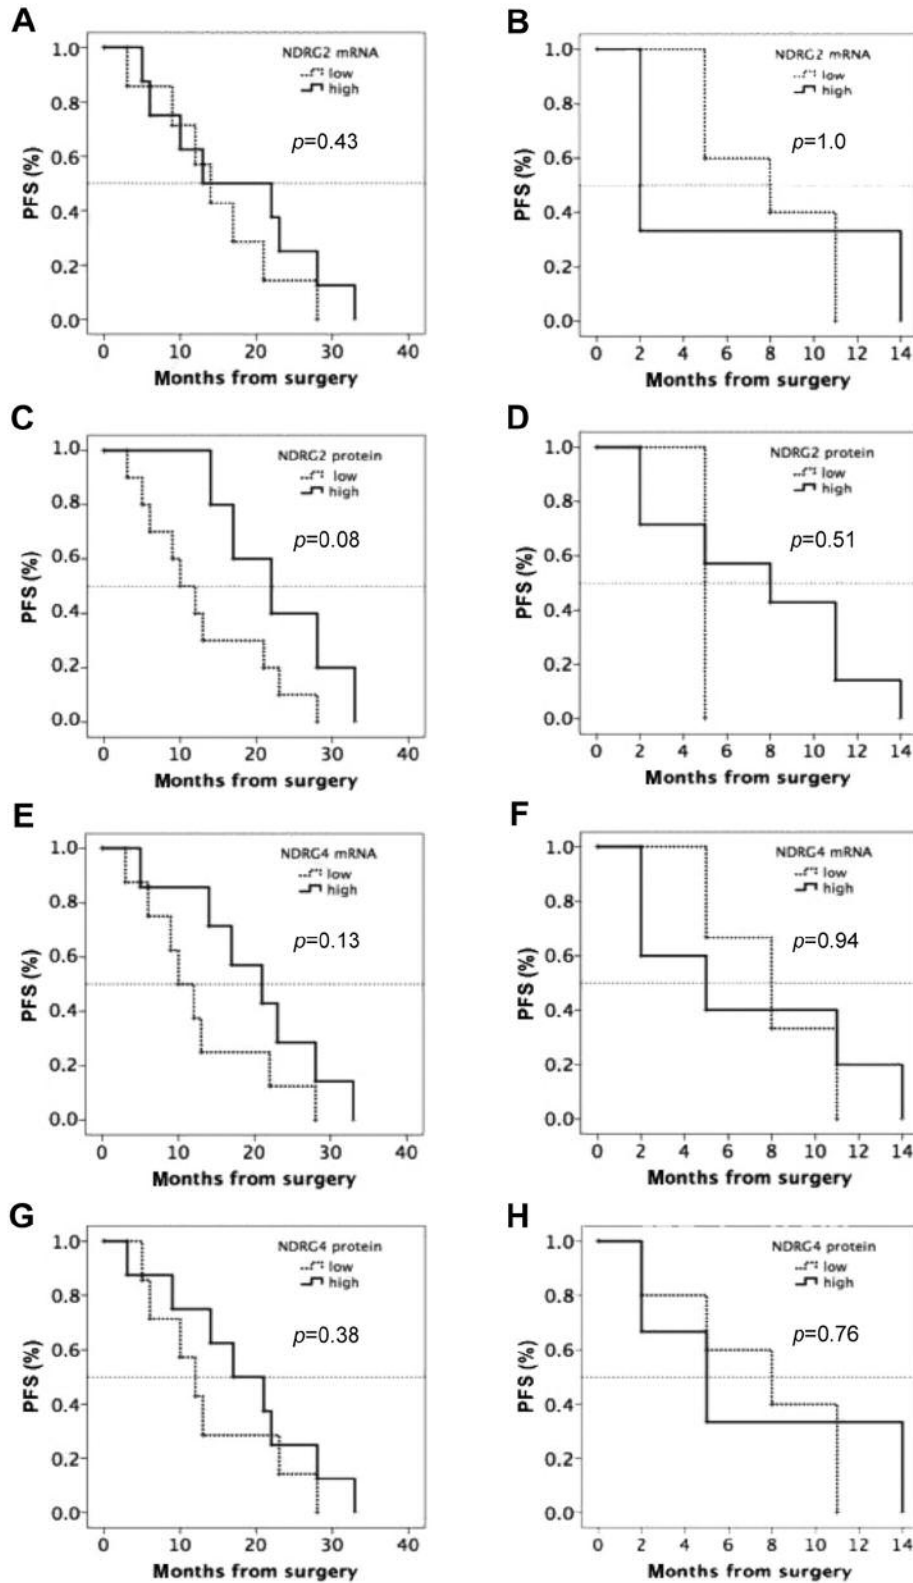 A
NDRG2 mRNA
low
high
p=0.43
1.0
0.8
0.6
0.4
0.2
0.0
PFS (%)
0 10 20 30 40
Months from surgery
B
NDRG2 mRNA
low
high
p=1.0
1.0
0.8
0.6
0.4
0.2
0.0
PFS (%)
0 2 4 6 8 10 12 14
Months from surgery
C
NDRG2 protein
low
high
p=0.08
1.0
0.8
0.6
0.4
0.2
0.0
PFS (%)
0 10 20 30 40
Months from surgery
D
NDRG2 protein
low
high
p=0.51
1.0
0.8
0.6
0.4
0.2
0.0
PFS (%)
0 2 4 6 8 10 12 14
Months from surgery
E
NDRG4 mRNA
low
high
p=0.13
1.0
0.8
0.6
0.4
0.2
0.0
PFS (%)
0 10 20 30 40
Months from surgery
F
NDRG4 mRNA
low
high
p=0.94
1.0
0.8
0.6
0.4
0.2
0.0
PFS (%)
0 2 4 6 8 10 12 14
Months from surgery
G
NDRG4 protein
low
high
p=0.38
1.0
0.8
0.6
0.4
0.2
0.0
PFS (%)
0 10 20 30 40
Months from surgery
H
NDRG4 protein
low
high
p=0.76
1.0
0.8
0.6
0.4
0.2
0.0
PFS (%)
0 2 4 6 8 10 12 14
Months from surgery